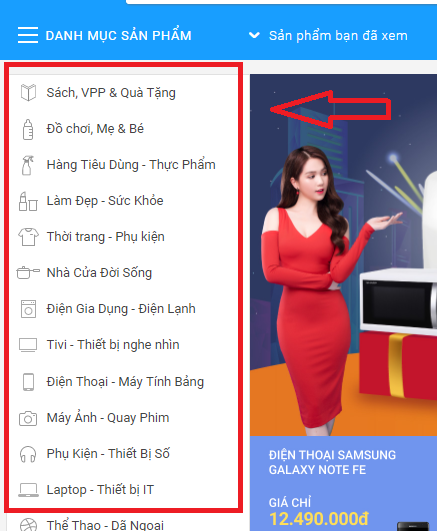 DANH MỤC SẢN PHẨM
Sản phẩm bạn đã xem
Sách, VPP & Quà Tặng
Đồ chơi, Mẹ & Bé
Hàng Tiêu Dùng - Thực Phẩm
Làm Đẹp - Sức Khỏe
Thời trang - Phụ kiện
Nhà Cửa Đời Sống
Điện Gia Dụng - Điện Lạnh
Tivi - Thiết bị nghe nhìn
Điện Thoại - Máy Tính Bảng
Máy Ảnh - Quay Phim
Phụ Kiện - Thiết Bị Số
Laptop - Thiết bị IT
Thể Thao - Dã Ngoại
ĐIỆN THOẠI SAMSUNG
GALAXY NOTE FE
GIÁ CHỈ
12.490.000đ